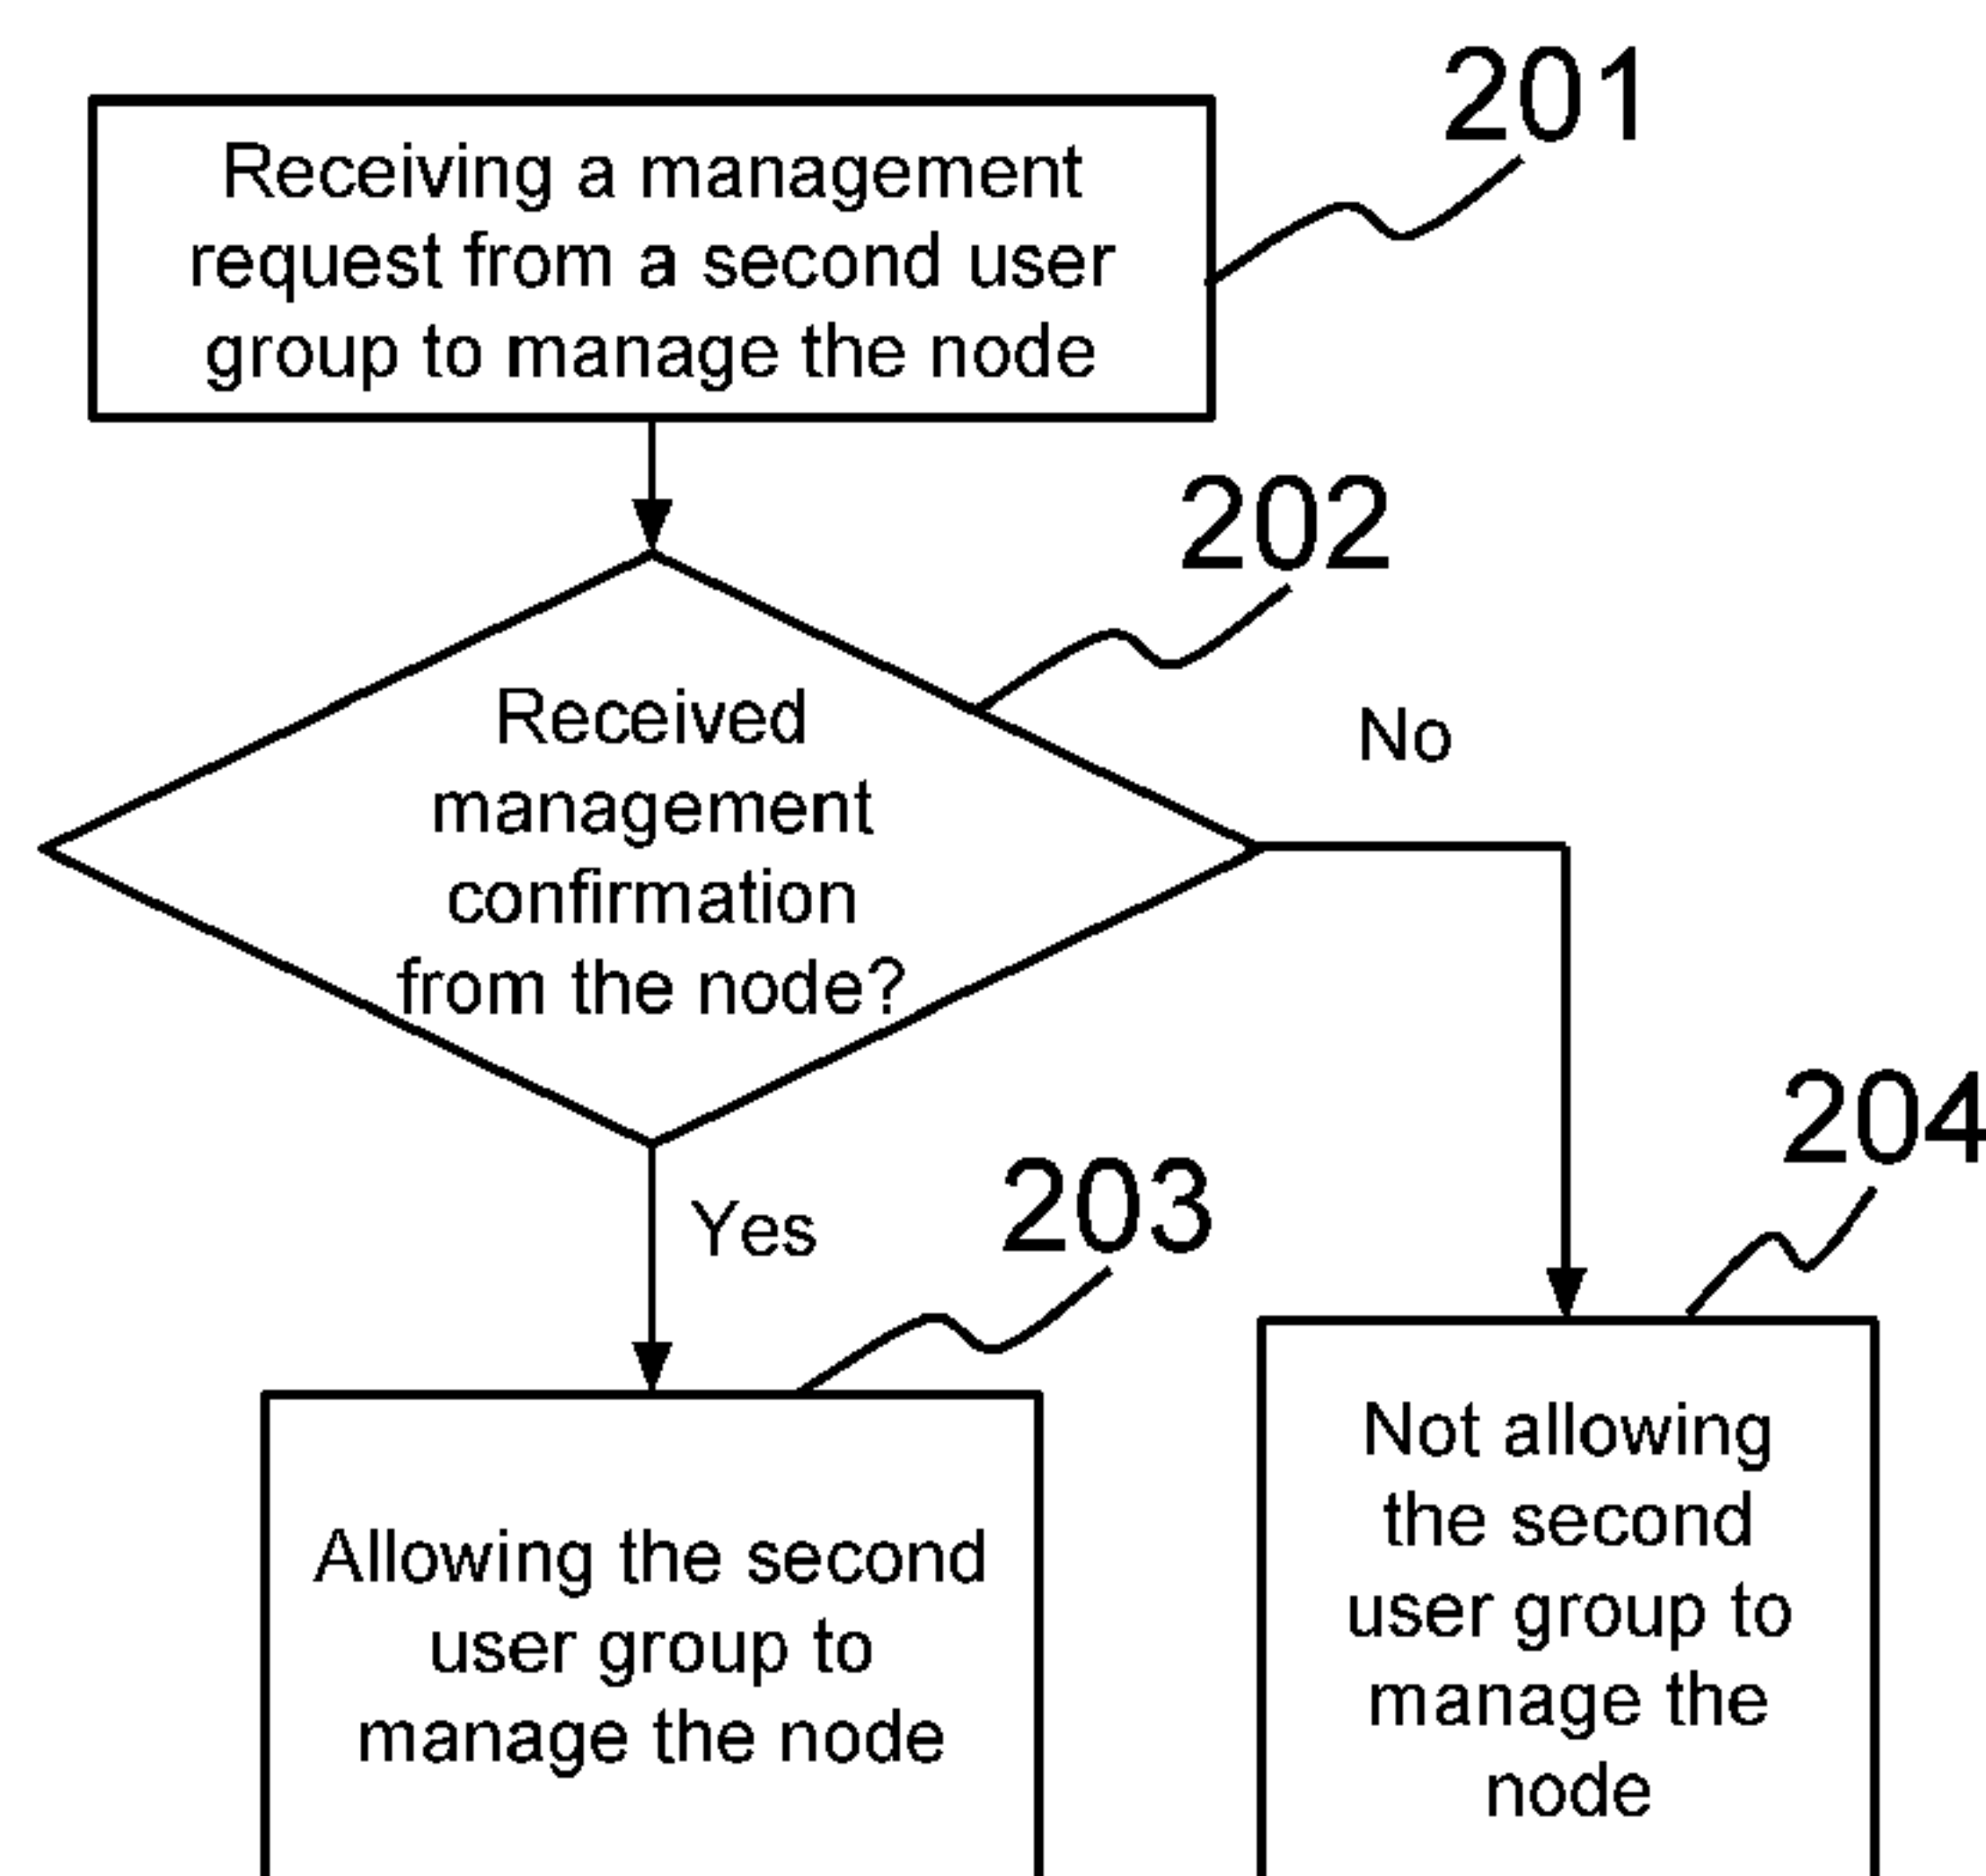 201
Receiving a management
request from a second user
group to manage the node
202
Received
management
confirmation
from the node?
No
Yes
203
204
Allowing the second
user group to
manage the node
Not allowing
the second
user group to
manage the
node